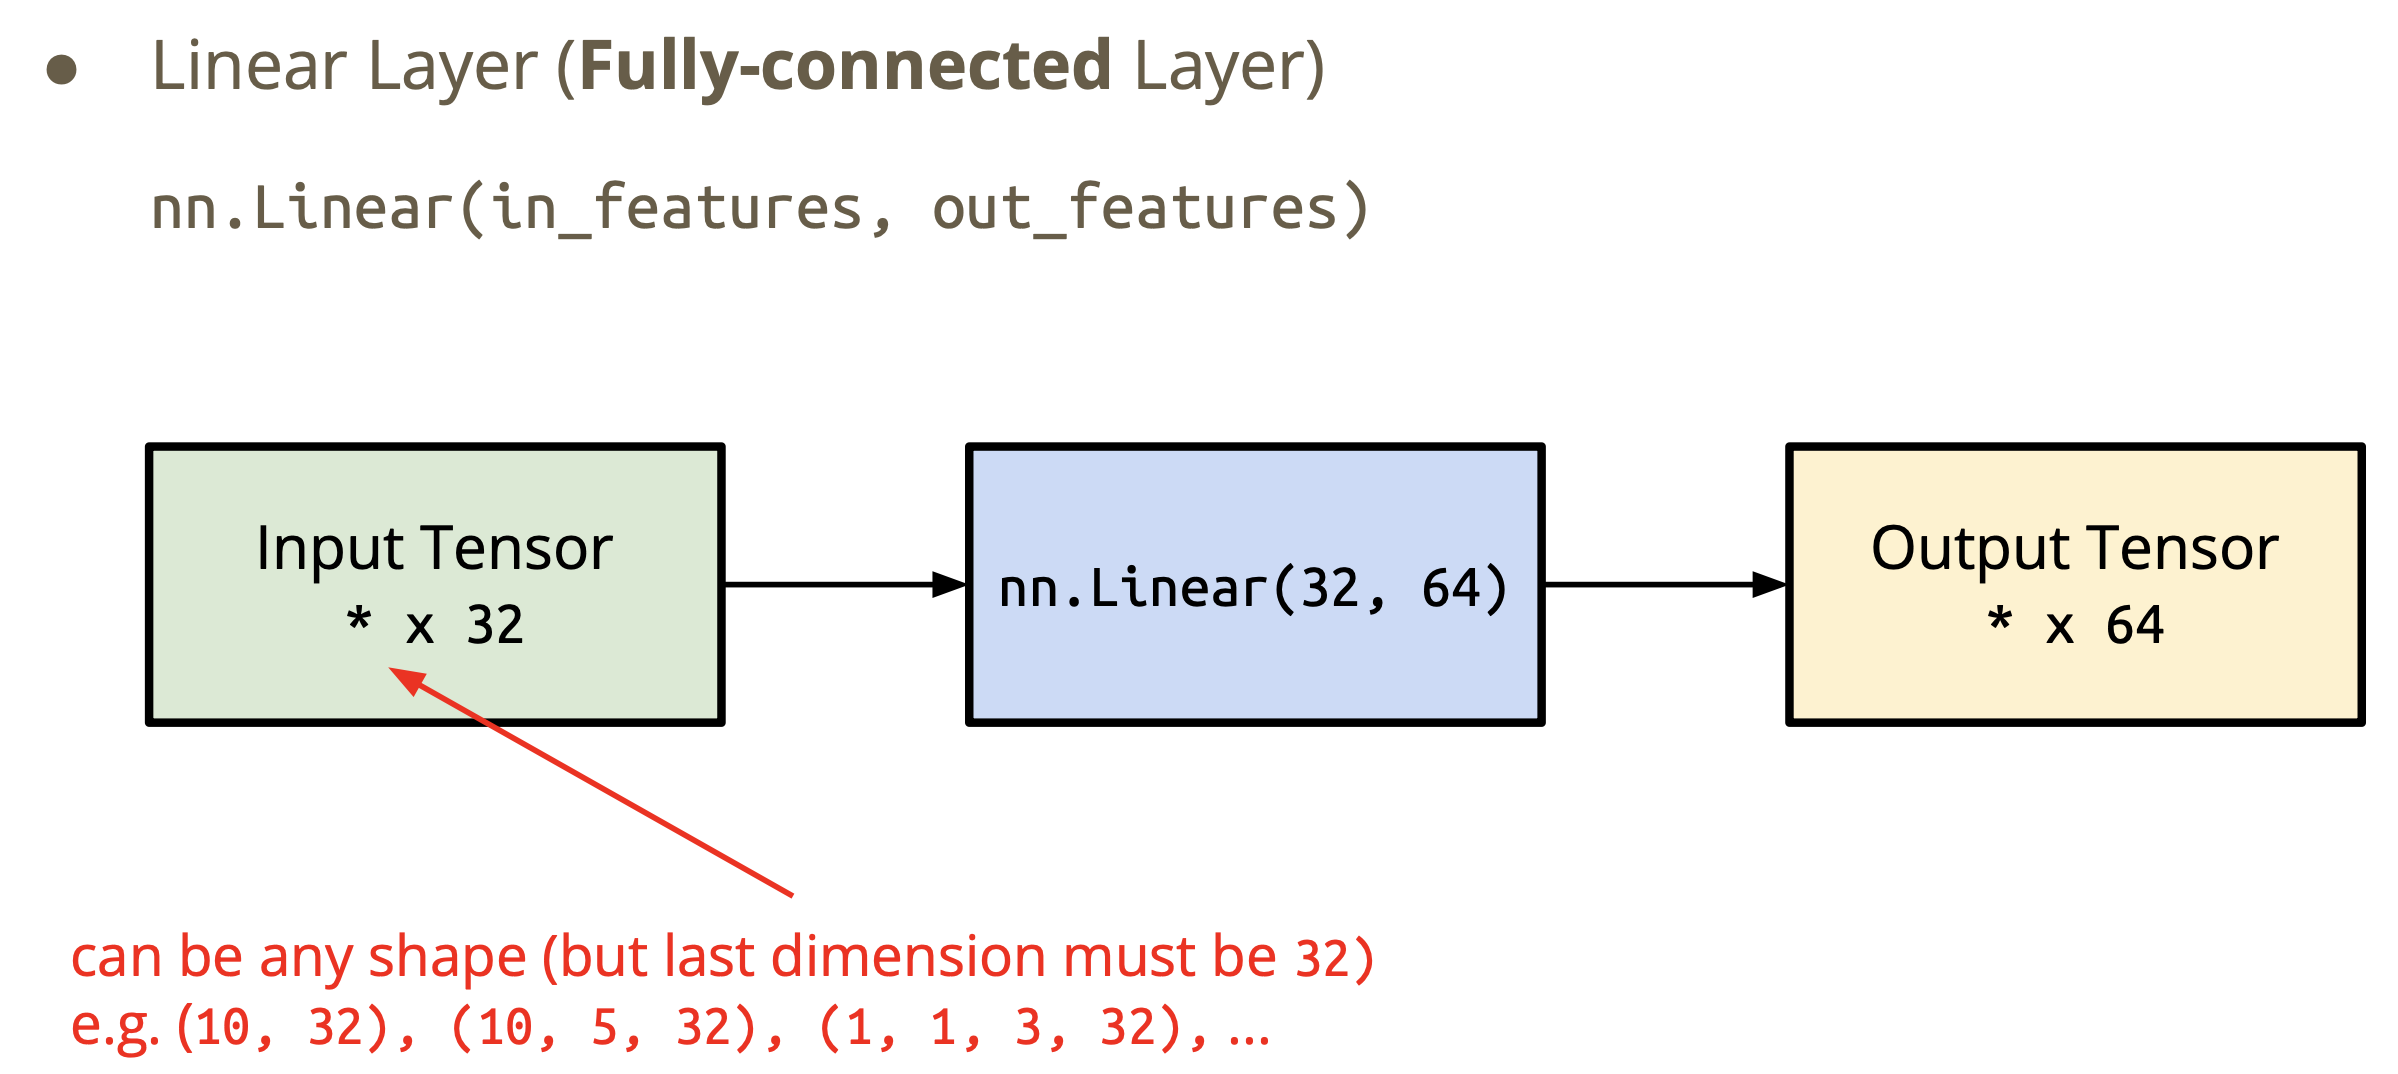 ● Linear Layer (Fully-connected Layer)
nn.Linear(in_features, out_features)
Input Tensor
* x 32
nn.Linear(32, 64)
Output Tensor
* x 64
can be any shape (but last dimension must be 32)
e.g. (10, 32), (10, 5, 32), (1, 1, 3, 32), ...